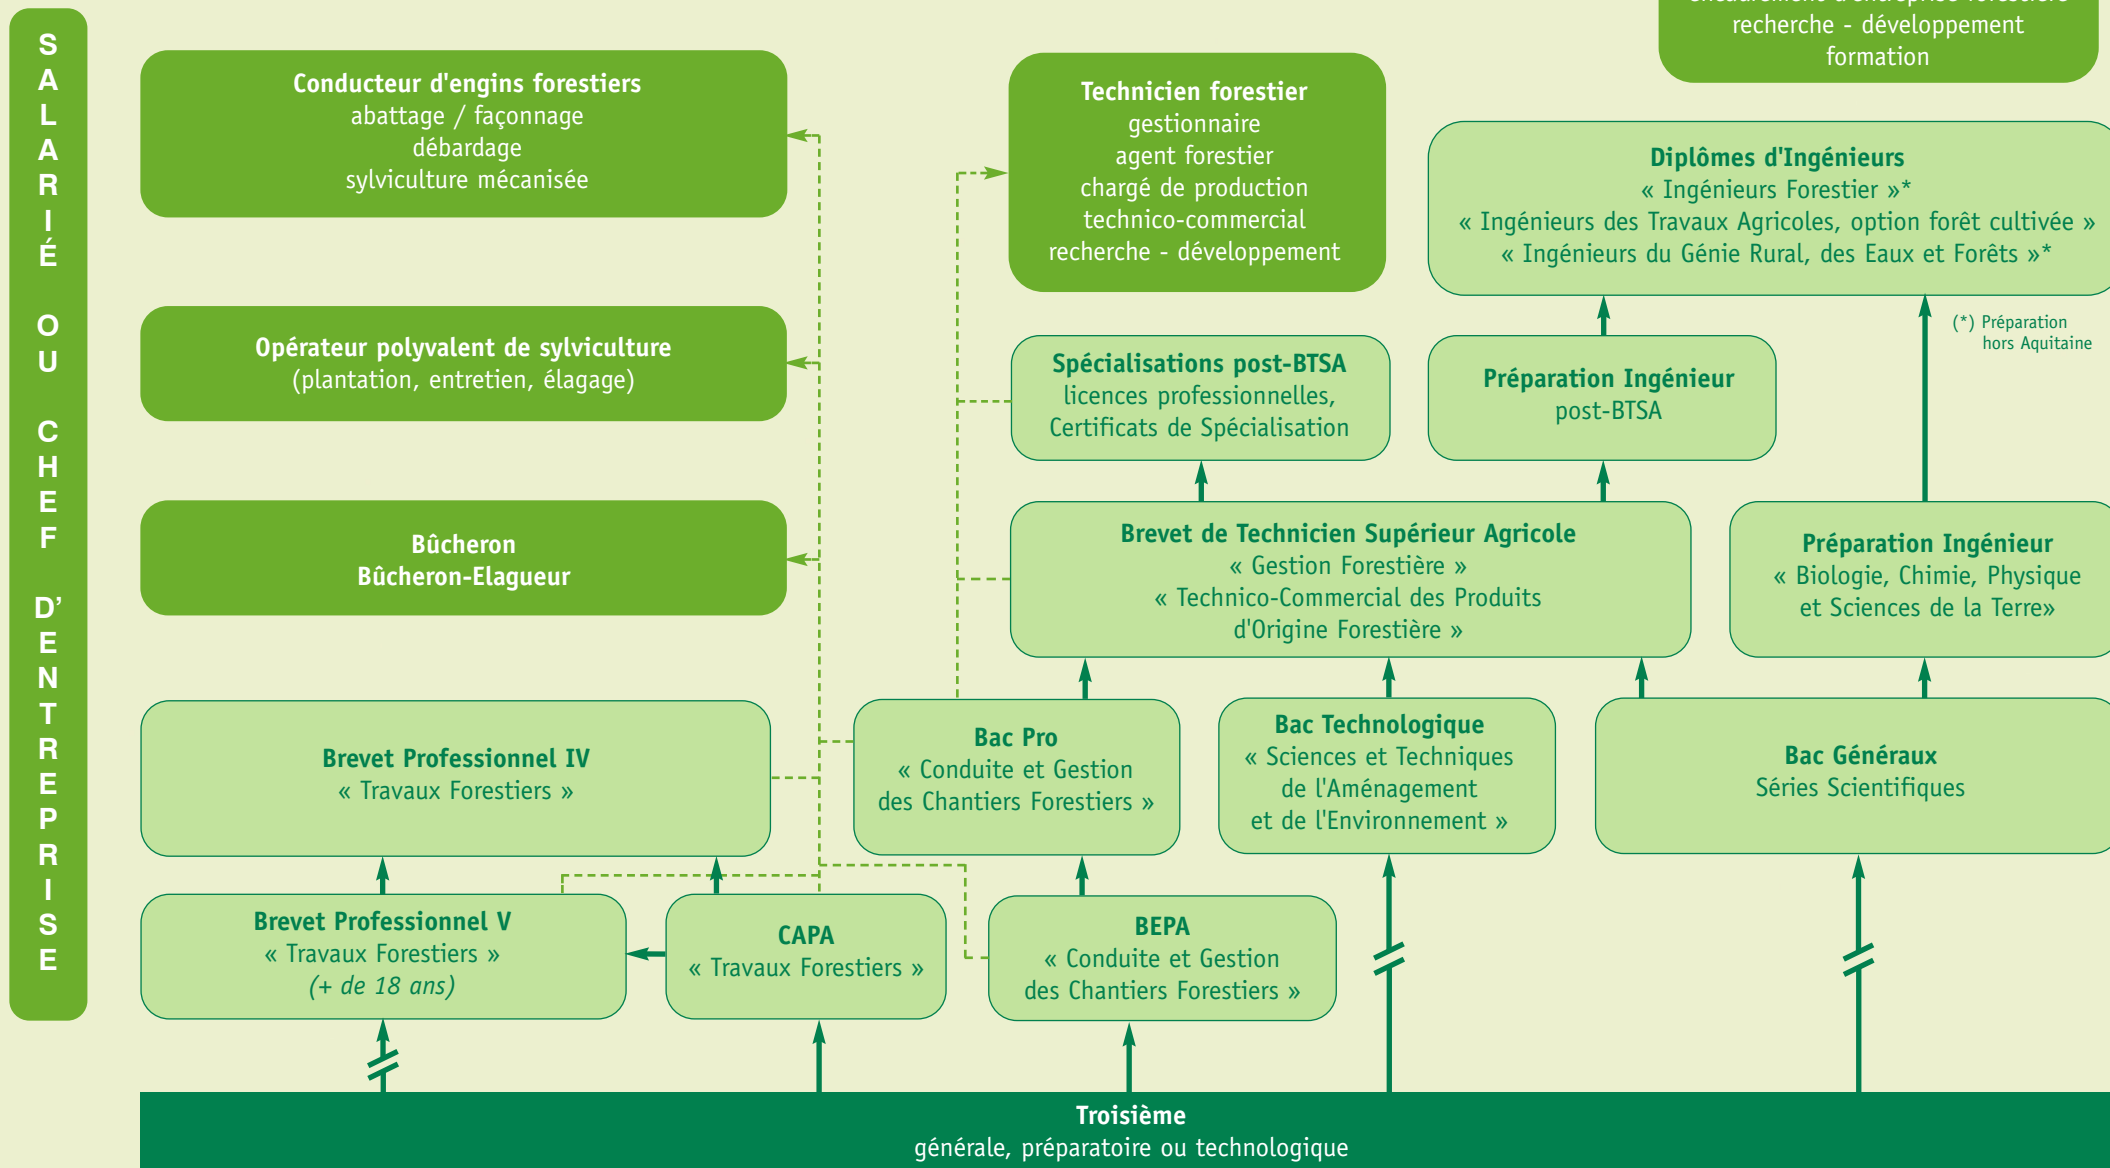 SALARIÉ OU CHEF D’ENTREPRISE
recherche - développement
formation
Conducteur d'engins forestiers
abattage / façonnage
débardage
sylviculture mécanisée
Technicien forestier
gestionnaire
agent forestier
chargé de production
technico-commercial
recherche - développement
Diplômes d'Ingénieurs
« Ingénieurs Forestier »*
« Ingénieurs des Travaux Agricoles, option forêt cultivée »
« Ingénieurs du Génie Rural, des Eaux et Forêts »*
(*) Préparation
hors Aquitaine
Opérateur polyvalent de sylviculture
(plantation, entretien, élagage)
Spécialisations post-BTSA
licences professionnelles,
Certificats de Spécialisation
Préparation Ingénieur
post-BTSA
Bûcheron
Bûcheron-Elagueur
Brevet de Technicien Supérieur Agricole
« Gestion Forestière »
« Technico-Commercial des Produits
d'Origine Forestière »
Préparation Ingénieur
« Biologie, Chimie, Physique
et Sciences de la Terre»
Brevet Professionnel IV
« Travaux Forestiers »
Bac Pro
« Conduite et Gestion
des Chantiers Forestiers »
Bac Technologique
« Sciences et Techniques
de l'Aménagement
et de l'Environnement »
Bac Généraux
Séries Scientifiques
Brevet Professionnel V
« Travaux Forestiers »
(+ de 18 ans)
CAPA
« Travaux Forestiers »
BEPA
« Conduite et Gestion
des Chantiers Forestiers »
Troisième
générale, préparatoire ou technologique